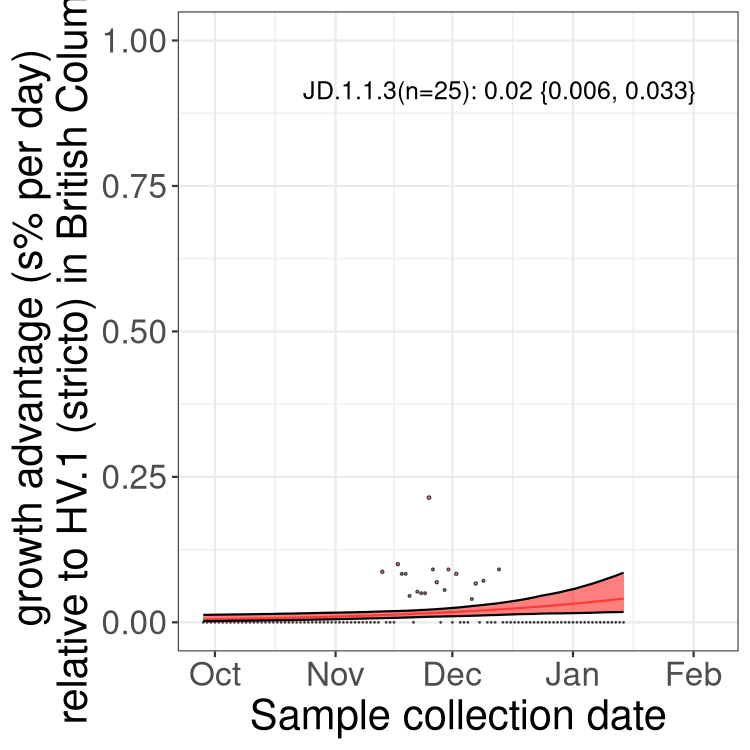 growth advantage (s% per day)
relative to HV.1 (stricto) in British Colum
1.00
0.75
0.50
0.25
0.00
JD.1.1.3(n=25): 0.02 {0.006, 0.033}
Oct Nov Dec Jan Feb
Sample collection date